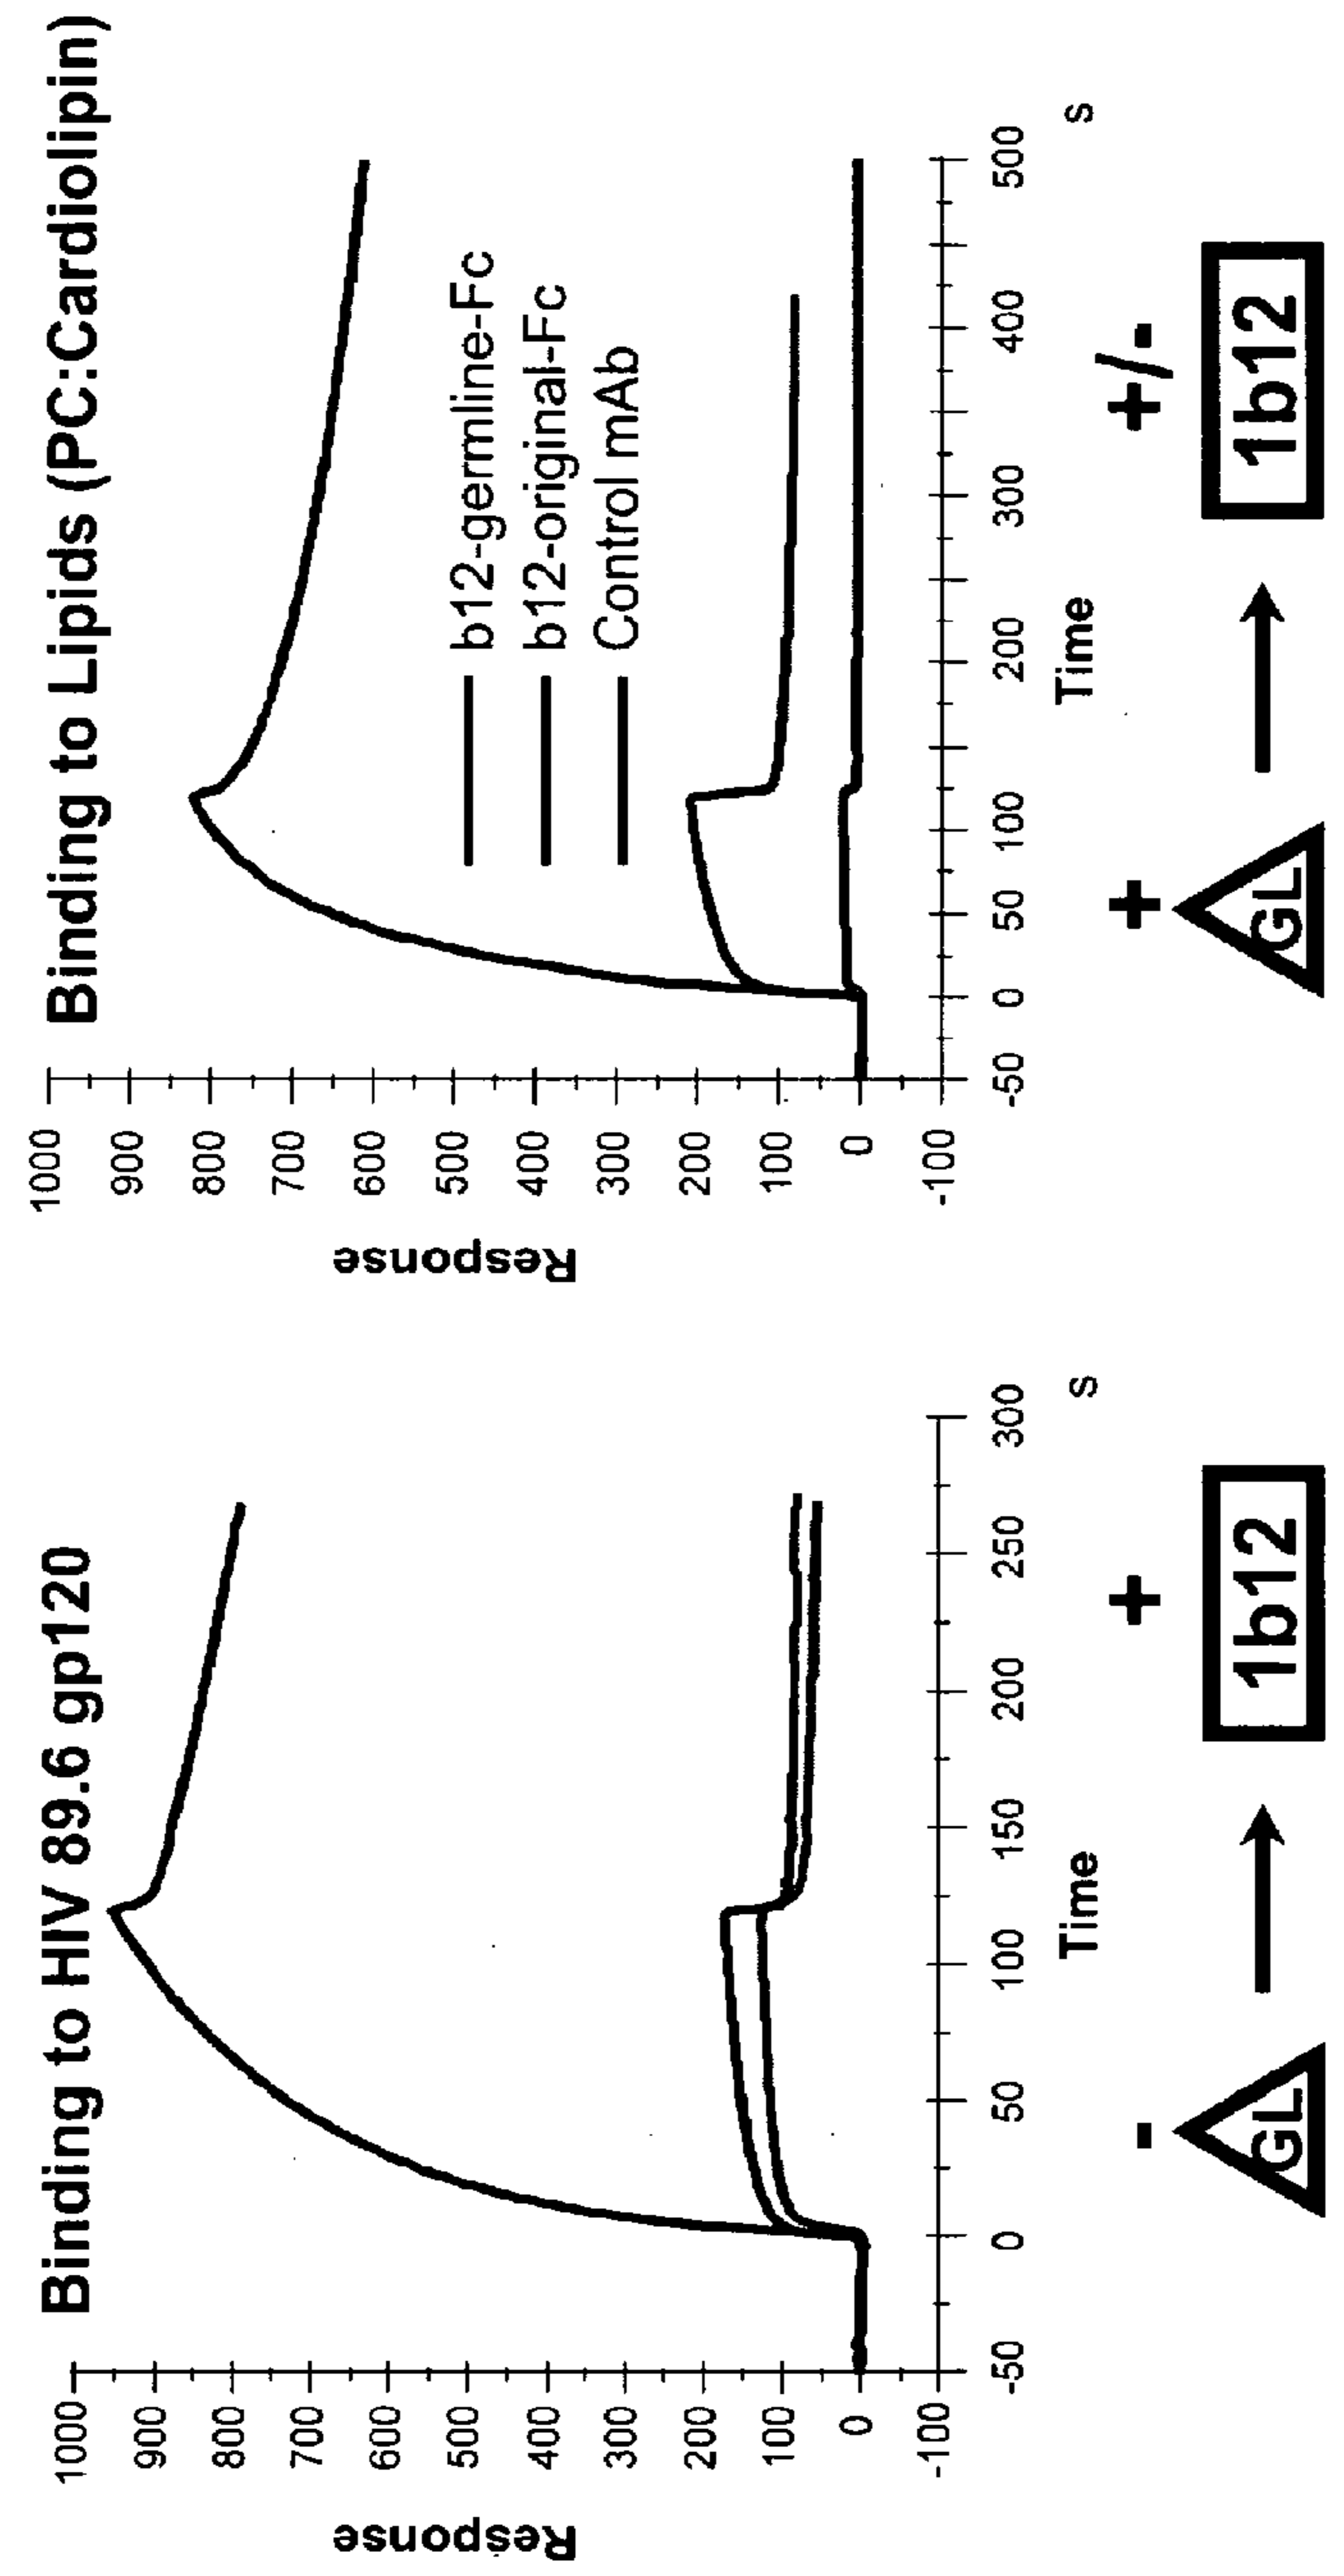 Binding to HIV 89.6 gp120
Response
1000
900
800
700
600
500
400
300
200
100
0
-100
-50 0 50 100 150 200 250 300 s
Time
- +
GL 1b12
Binding to Lipids (PC:Cardiolipin)
Response
1000
900
800
700
600
500
400
300
200
100
0
-100
b12-germline-Fc
b12-original-Fc
Control mAb
-50 0 50 100 200 300 400 500 s
Time
+ +/-
GL 1b12